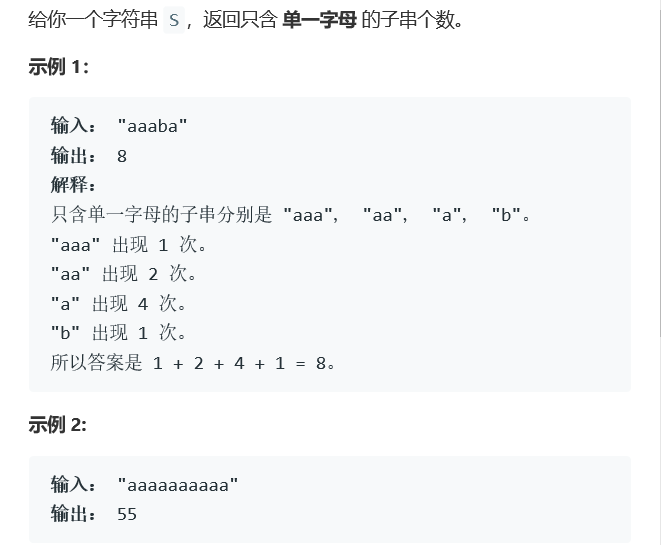 给你一个字符串 S，返回只含 单一字母 的子串个数。
示例 1：
输入： "aaaba"
输出： 8
解释：
只含单一字母的子串分别是 "aaa"， "aa"， "a"， "b"。
"aaa" 出现 1 次。
"aa" 出现 2 次。
"a" 出现 4 次。
"b" 出现 1 次。
所以答案是 1 + 2 + 4 + 1 = 8。
示例 2:
输入： "aaaaaaaaaa"
输出： 55